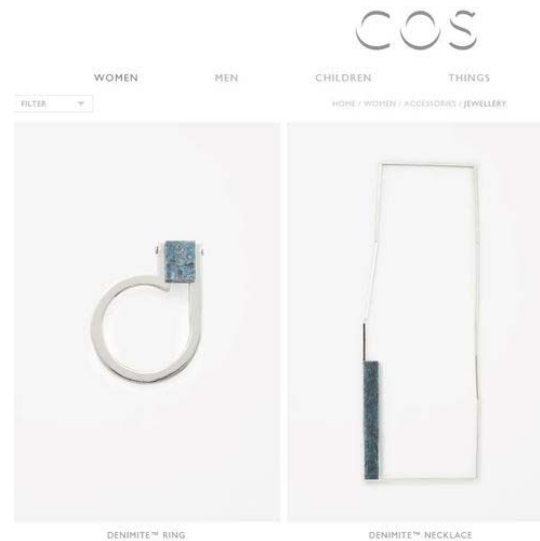 COS
WOMEN MEN CHILDREN THINGS
FILTER HOME / WOMEN / ACCESSORIES / JEWELLERY
DENIMITE™ RING DENIMITE™ NECKLACE